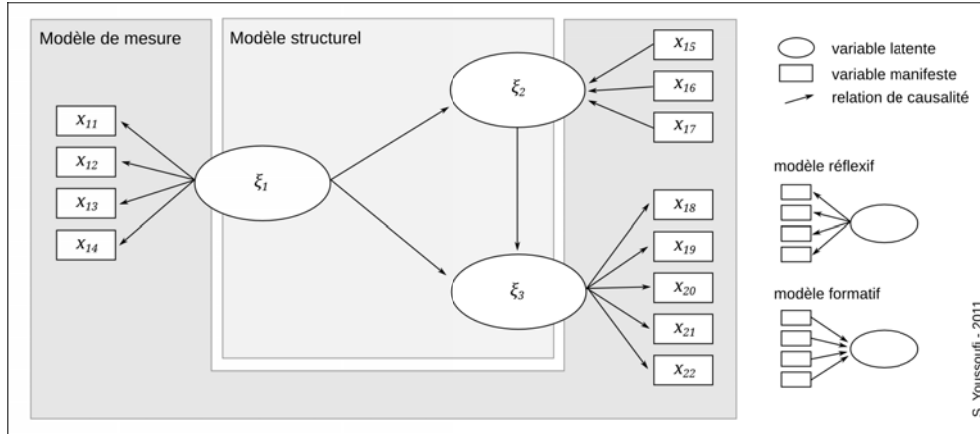 Modèle de mesure
Modèle structurel
x11
x12
x13
x14
ξ1
ξ2
ξ3
x15
x16
x17
x18
x19
x20
x21
x22
variable latente
variable manifeste
relation de causalité
modèle réflexif
modèle formatif
S. Youssoufi - 2011